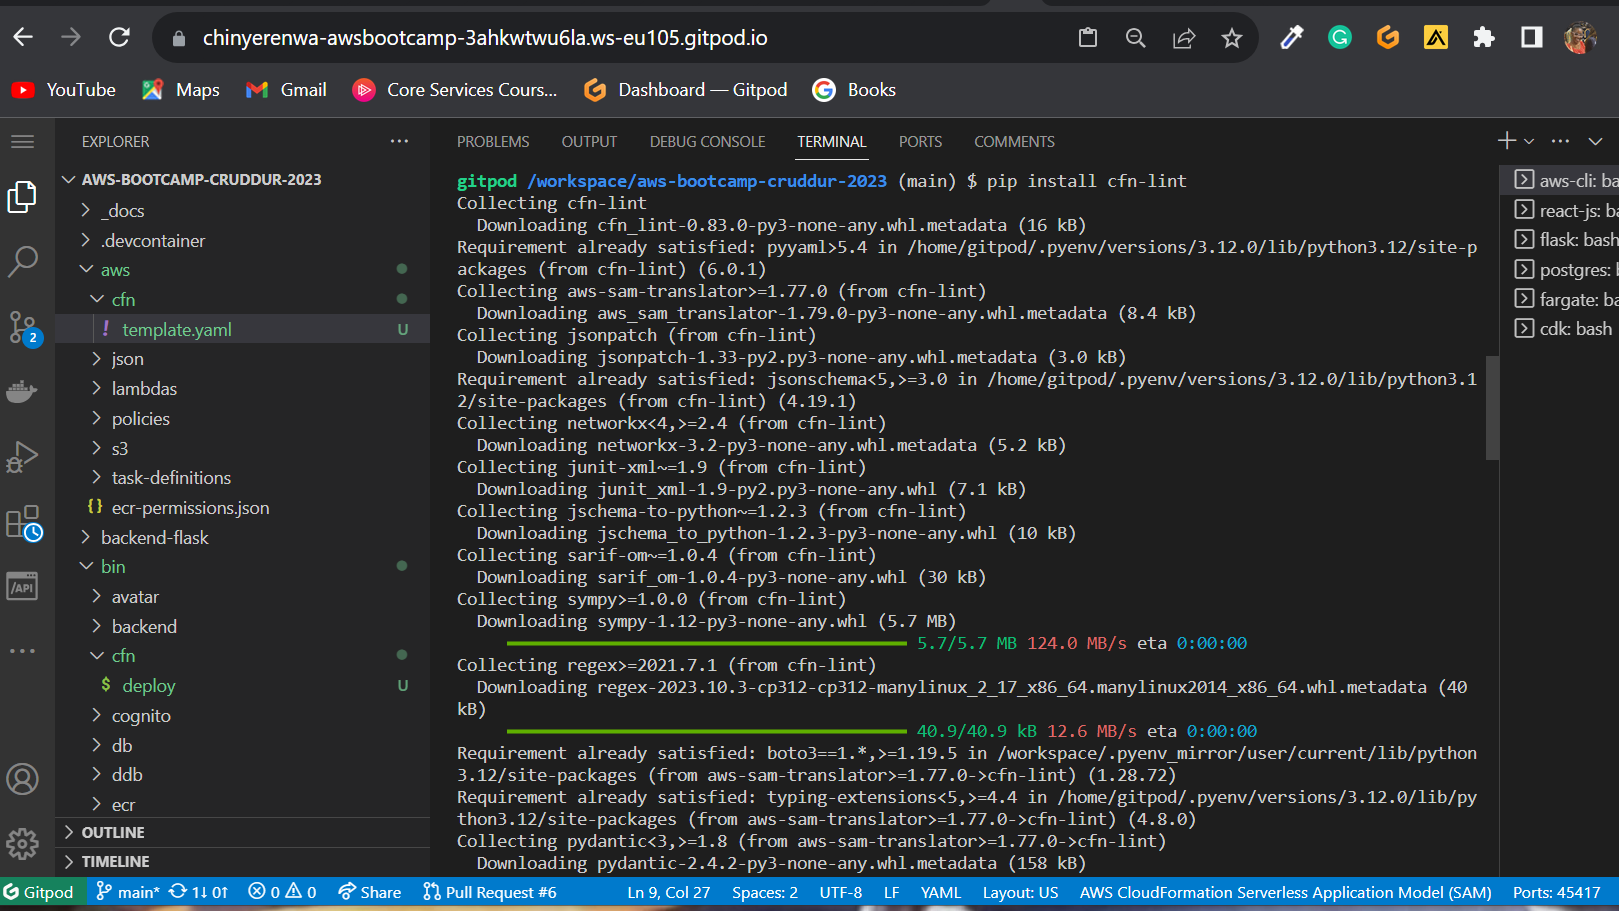 chinyerenwa-awsbootcamp-3ahkwtwu6la.ws-eu105.gitpod.io
YouTube Maps Gmail Core Services Cours... Dashboard — Gitpod Books
EXPLORER
AWS-BOOTCAMP-CRUDDUR-2023
_docs
.devcontainer
aws
cfn
! template.yaml U
json
lambdas
policies
s3
task-definitions
{} ecr-permissions.json
backend-flask
bin
avatar
backend
cfn
$ deploy U
cognito
db
ddb
ecr
OUTLINE
TIMELINE
2
/API
PROBLEMS OUTPUT DEBUG CONSOLE TERMINAL PORTS COMMENTS
gitpod /workspace/aws-bootcamp-cruddur-2023 (main) $ pip install cfn-lint
Collecting cfn-lint
Downloading cfn_lint-0.83.0-py3-none-any.whl.metadata (16 kB)
Requirement already satisfied: pyyaml>5.4 in /home/gitpod/.pyenv/versions/3.12.0/lib/python3.12/site-p
ackages (from cfn-lint) (6.0.1)
Collecting aws-sam-translator>=1.77.0 (from cfn-lint)
Downloading aws_sam_translator-1.79.0-py3-none-any.whl.metadata (8.4 kB)
Collecting jsonpatch (from cfn-lint)
Downloading jsonpatch-1.33-py2.py3-none-any.whl.metadata (3.0 kB)
Requirement already satisfied: jsonschema<5,>=3.0 in /home/gitpod/.pyenv/versions/3.12.0/lib/python3.1
2/site-packages (from cfn-lint) (4.19.1)
Collecting networkx<4,>=2.4 (from cfn-lint)
Downloading networkx-3.2-py3-none-any.whl.metadata (5.2 kB)
Collecting junit-xml~=1.9 (from cfn-lint)
Downloading junit_xml-1.9-py2.py3-none-any.whl (7.1 kB)
Collecting jschema-to-python~=1.2.3 (from cfn-lint)
Downloading jschema_to_python-1.2.3-py3-none-any.whl (10 kB)
Collecting sarif-om~=1.0.4 (from cfn-lint)
Downloading sarif_om-1.0.4-py3-none-any.whl (30 kB)
Collecting sympy>=1.0.0 (from cfn-lint)
Downloading sympy-1.12-py3-none-any.whl (5.7 MB)
5.7/5.7 MB 124.0 MB/s eta 0:00:00
Collecting regex>=2021.7.1 (from cfn-lint)
Downloading regex-2023.10.3-cp312-cp312-manylinux_2_17_x86_64.manylinux2014_x86_64.whl.metadata (40
kB)
40.9/40.9 kB 12.6 MB/s eta 0:00:00
Requirement already satisfied: boto3==1.*,>=1.19.5 in /workspace/.pyenv_mirror/user/current/lib/python
3.12/site-packages (from aws-sam-translator>=1.77.0->cfn-lint) (1.28.72)
Requirement already satisfied: typing-extensions<5,>=4.4 in /home/gitpod/.pyenv/versions/3.12.0/lib/py
thon3.12/site-packages (from aws-sam-translator>=1.77.0->cfn-lint) (4.8.0)
Collecting pydantic<3,>=1.8 (from aws-sam-translator>=1.77.0->cfn-lint)
Downloading pydantic-2.4.2-py3-none-any.whl.metadata (158 kB)
aws-cli: ba
react-js: b
flask: bash
postgres: b
fargate: ba
cdk: bash
Gitpod main* 1↓ 0↑ 0 0 Share Pull Request #6 Ln 9, Col 27 Spaces: 2 UTF-8 LF YAML Layout: US AWS CloudFormation Serverless Application Model (SAM) Ports: 45417